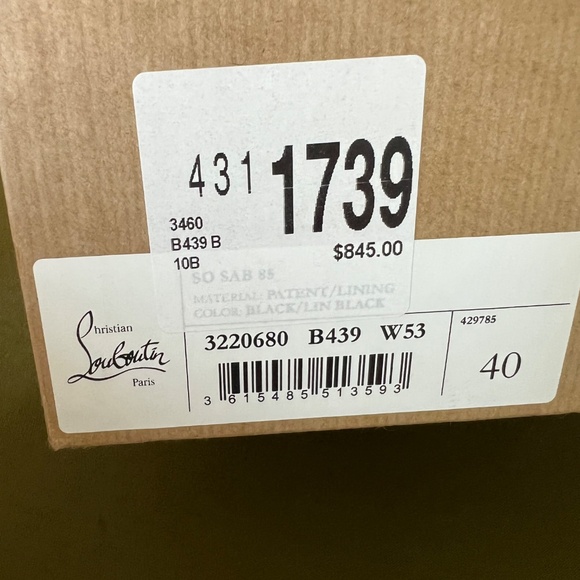 431 1739
3460
B439 B
10B
$845.00
SO SAB 85
MATERIAL: PATENT/LINING
COLOR: BLACK/LIN BLACK
Christian
Louboutin
Paris
3220680 B439 W53
3 615485 513593
429785
40